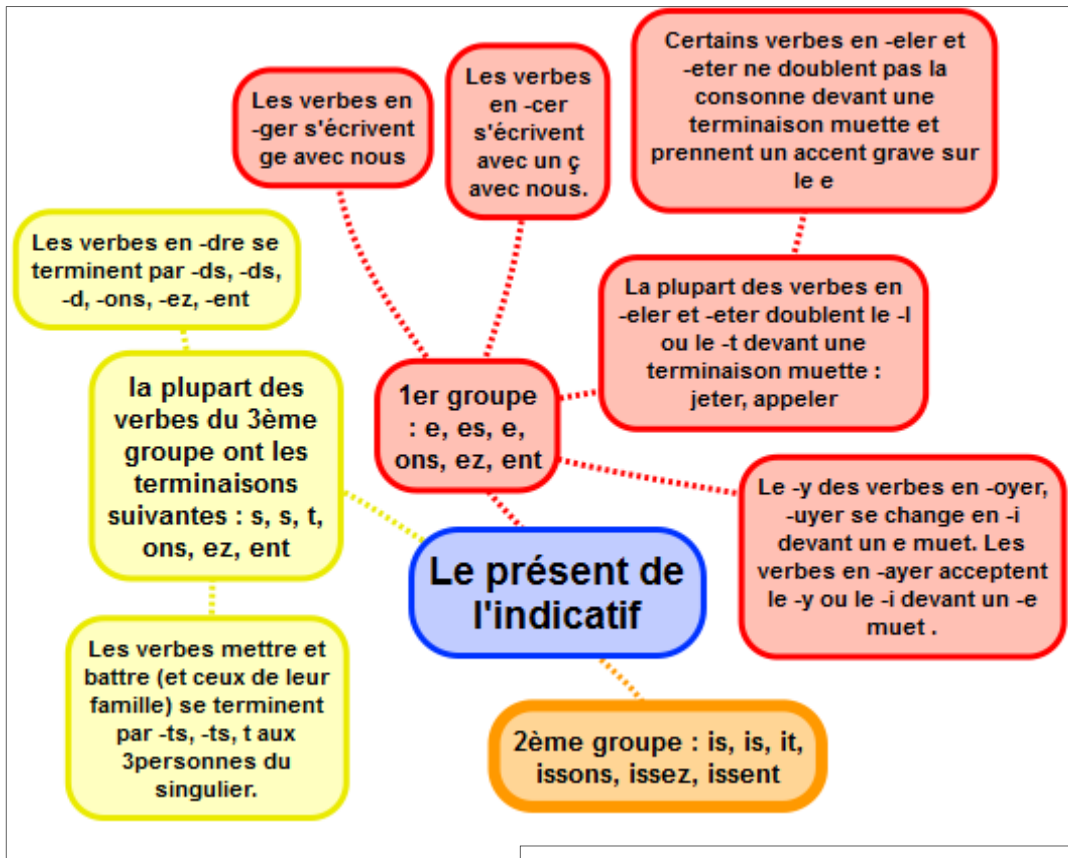 Les verbes en
-ger s'écrivent
ge avec nous
Les verbes
en -cer
s'écrivent
avec un ç
avec nous.
Certains verbes en -eler et
-eter ne doublent pas la
consonne devant une
terminaison muette et
prennent un accent grave sur
le e
Les verbes en -dre se
terminent par -ds, -ds,
-d, -ons, -ez, -ent
La plupart des verbes en
-eler et -eter doublent le -l
ou le -t devant une
terminaison muette :
jeter, appeler
la plupart des
verbes du 3ème
groupe ont les
terminaisons
suivantes : s, s, t,
ons, ez, ent
1er groupe
: e, es, e,
ons, ez, ent
Le -y des verbes en -oyer,
-uyer se change en -i
devant un e muet. Les
verbes en -ayer acceptent
le -y ou le -i devant un -e
muet .
Le présent de
l'indicatif
Les verbes mettre et
battre (et ceux de leur
famille) se terminent
par -ts, -ts, t aux
3personnes du
singulier.
2ème groupe : is, is, it,
issons, issez, issent